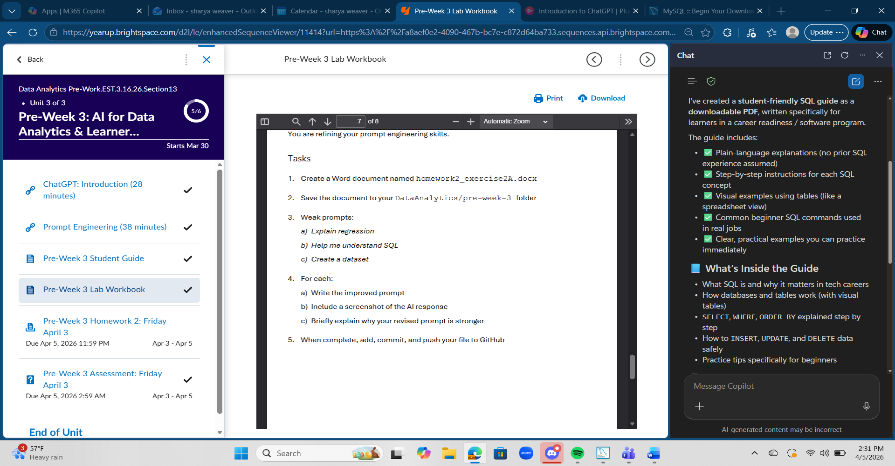 Apps | M365 Copilot
Inbox - sharya weaver - Outl
Calendar - sharya weaver - O
Pre-Week 3 Lab Workbook
Introduction to ChatGPT | Pl
MySQL :: Begin Your Downloa
https://yearup.brightspace.com/d2l/le/enhancedSequenceViewer/11414?url=https%3A%2F%2Fa8aef0e2-4090-467b-bc7e-c872d64ba733.sequences.api.brightspace.com...
Update
Chat
Back
Data Analytics Pre-Work.EST.3.16.26.Section13
Unit 3 of 3
Pre-Week 3: AI for Data
Analytics & Learner...
5/6
Starts Mar 30
ChatGPT: Introduction (28
minutes)
Prompt Engineering (38 minutes)
Pre-Week 3 Student Guide
Pre-Week 3 Lab Workbook
Pre-Week 3 Homework 2: Friday
April 3
Due Apr 5, 2026 11:59 PM Apr 3 - Apr 5
Pre-Week 3 Assessment: Friday
April 3
Due Apr 5, 2026 2:59 AM Apr 3 - Apr 5
End of Unit
Pre-Week 3 Lab Workbook
Print
Download
7 of 8
Automatic Zoom
You are refining your prompt engineering skills.
Tasks
1. Create a Word document named homework2_exercise2A.docx
2. Save the document to your DataAnalytics/pre-week-3 folder
3. Weak prompts:
a) Explain regression
b) Help me understand SQL
c) Create a dataset
4. For each:
a) Write the improved prompt
b) Include a screenshot of the AI response
c) Briefly explain why your revised prompt is stronger
5. When complete, add, commit, and push your file to GitHub
Chat
I've created a student-friendly SQL guide as a
downloadable PDF, written specifically for
learners in a career readiness / software program.
The guide includes:
• ✅ Plain-language explanations (no prior SQL
experience assumed)
• ✅ Step-by-step instructions for each SQL
concept
• ✅ Visual examples using tables (like a
spreadsheet view)
• ✅ Common beginner SQL commands used
in real jobs
• ✅ Clear, practical examples you can practice
immediately
What's Inside the Guide
• What SQL is and why it matters in tech careers
• How databases and tables work (with visual
tables)
• SELECT, WHERE, ORDER BY explained step by
step
• How to INSERT, UPDATE, and DELETE data
safely
• Practice tips specifically for beginners
Message Copilot
AI-generated content may be incorrect
3
57°F
Heavy rain
Search
2:31 PM
4/5/2026